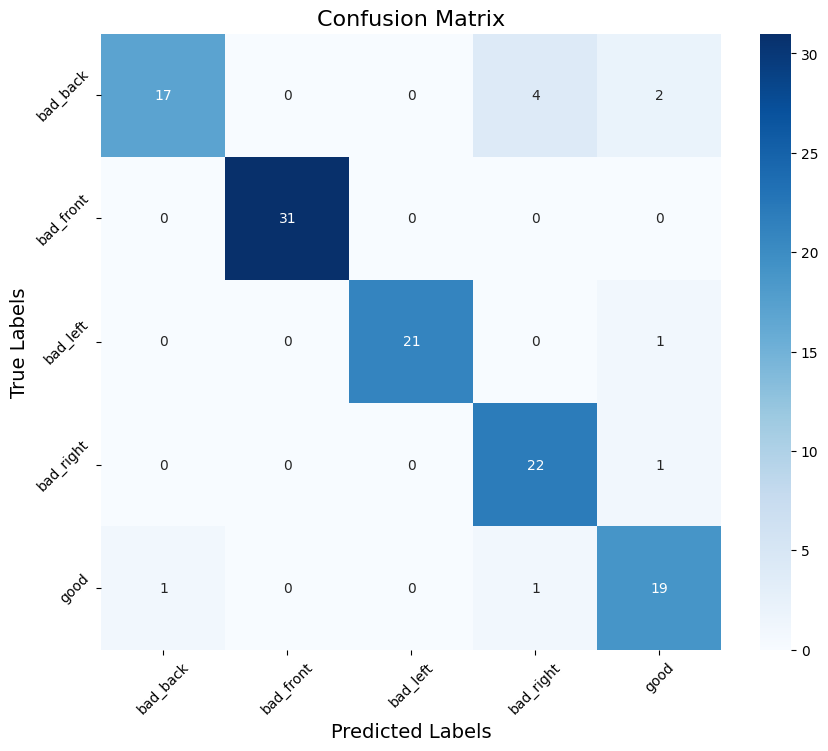 Confusion Matrix
True Labels
bad_back 17 0 0 4 2
bad_front 0 31 0 0 0
bad_left 0 0 21 0 1
bad_right 0 0 0 22 1
good 1 0 0 1 19
bad_back bad_front bad_left bad_right good
Predicted Labels
30
25
20
15
10
5
0